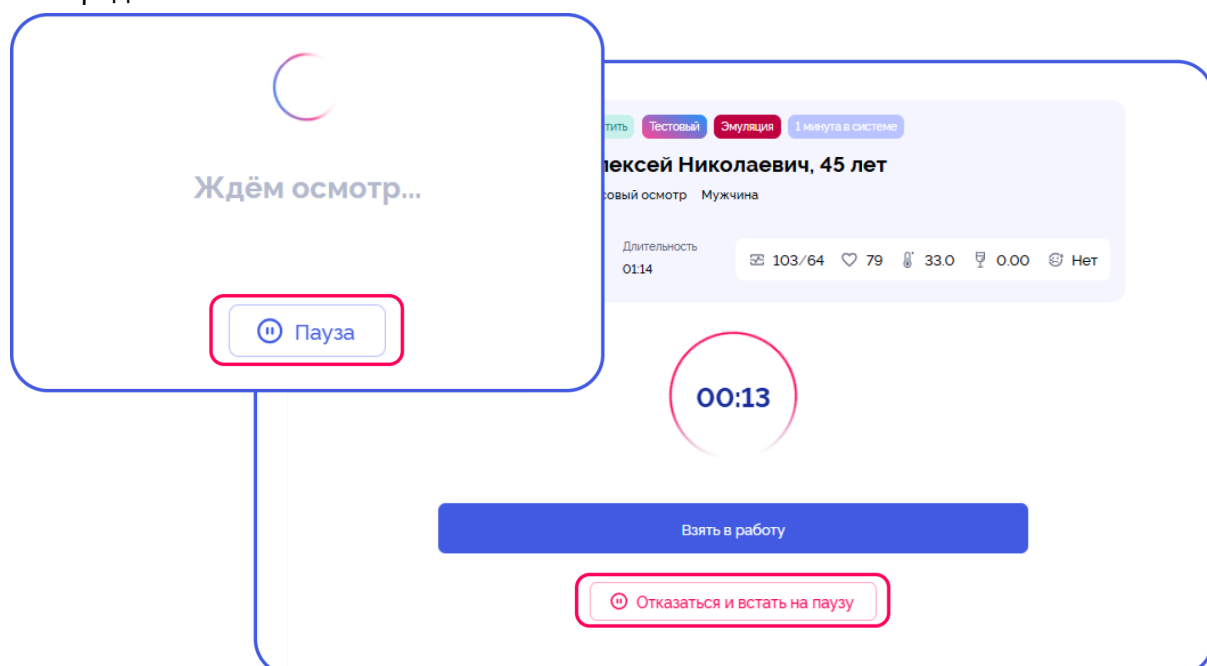 Ждём осмотр...
Пауза
Тестовый Эмуляция 1 минута в системе
Николаевич, 45 лет
осмотр Мужчина
Длительность
01:14
103/64 79 33.0 0.00 Нет
00:13
Взять в работу
Отказаться и встать на паузу